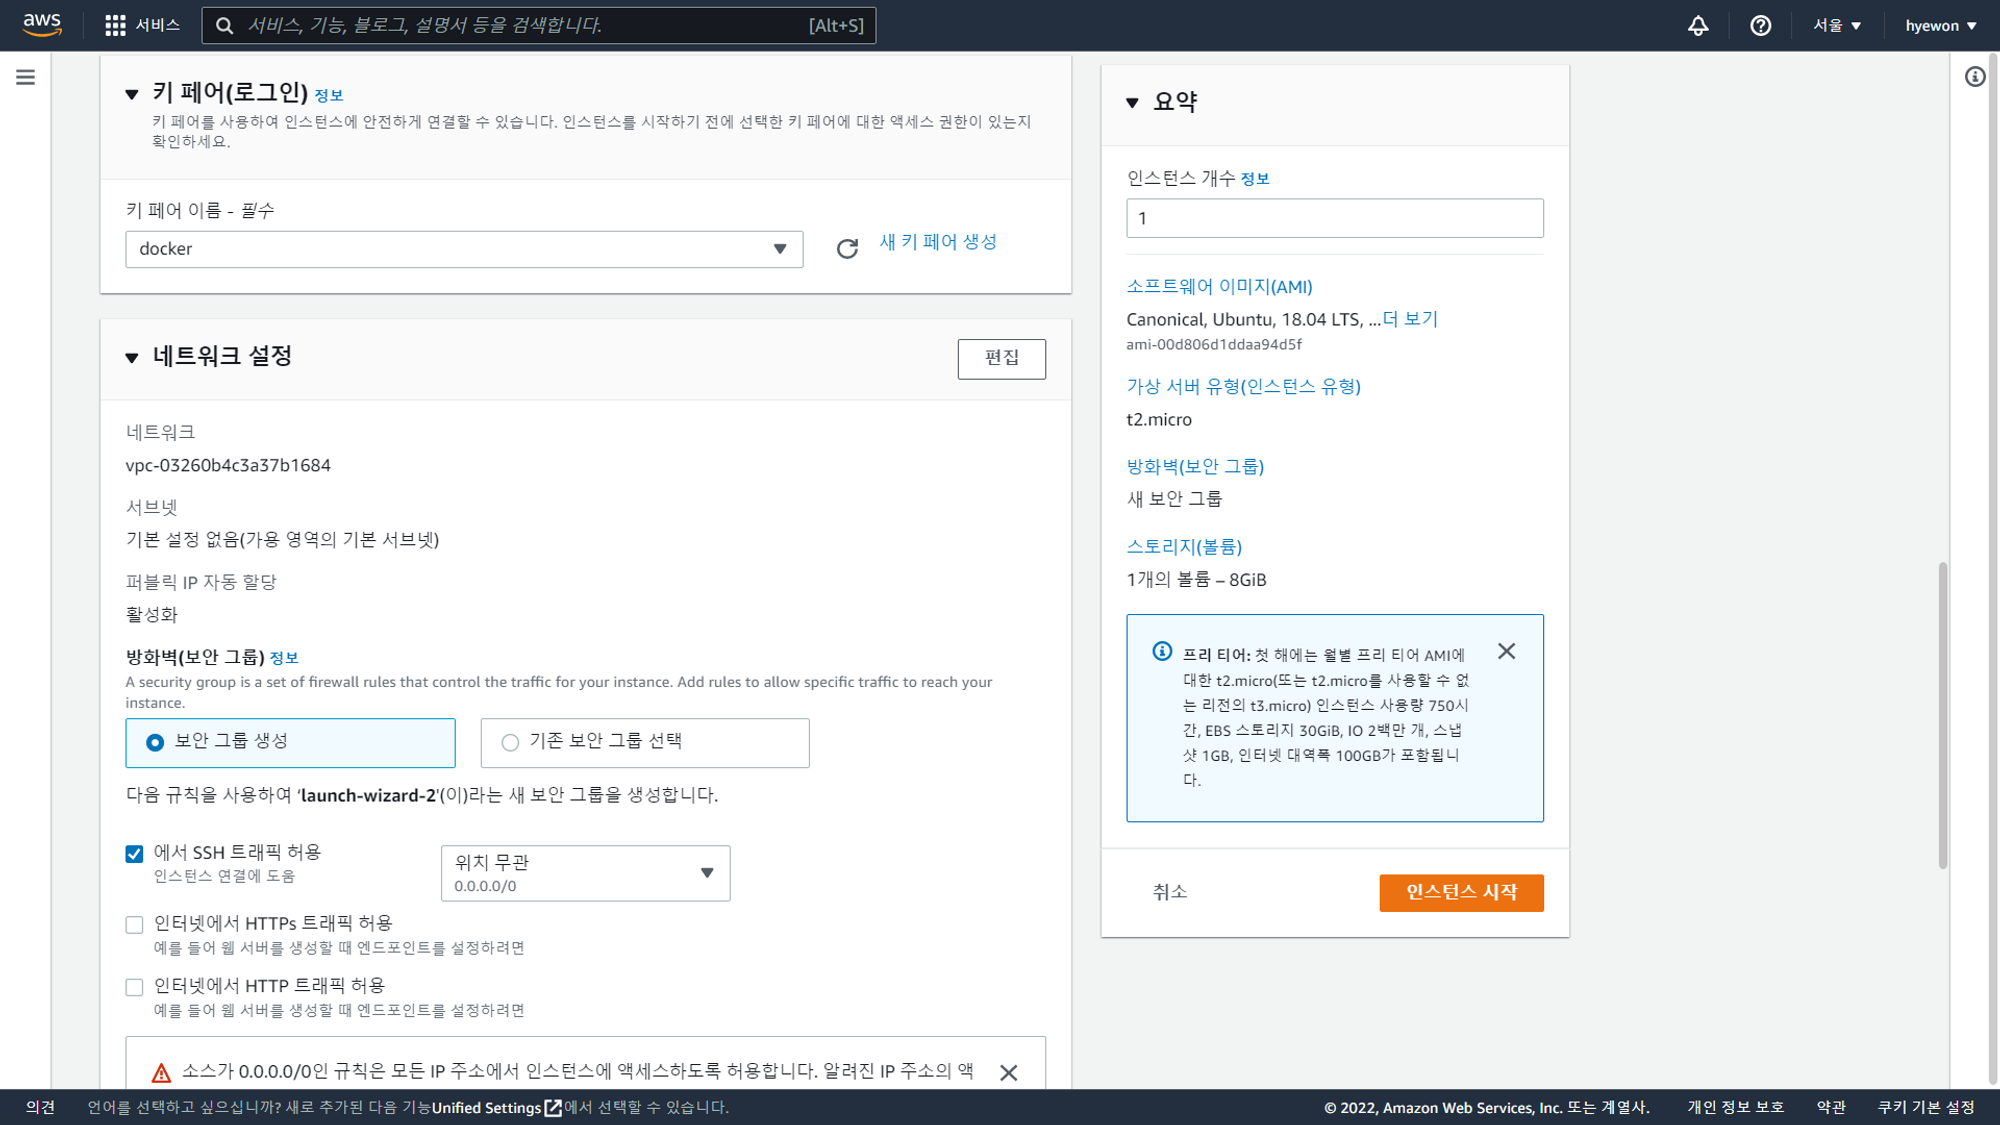 aws
서비스
서비스, 기능, 블로그, 설명서 등을 검색합니다.
[Alt+S]
서울
hyewon
키 페어(로그인) 정보
키 페어를 사용하여 인스턴스에 안전하게 연결할 수 있습니다. 인스턴스를 시작하기 전에 선택한 키 페어에 대한 액세스 권한이 있는지
확인하세요.
키 페어 이름 - 필수
docker
새 키 페어 생성
네트워크 설정
편집
네트워크
vpc-03260b4c3a37b1684
서브넷
기본 설정 없음(가용 영역의 기본 서브넷)
퍼블릭 IP 자동 할당
활성화
방화벽(보안 그룹) 정보
A security group is a set of firewall rules that control the traffic for your instance. Add rules to allow specific traffic to reach your
instance.
보안 그룹 생성
기존 보안 그룹 선택
다음 규칙을 사용하여 ‘launch-wizard-2’(이)라는 새 보안 그룹을 생성합니다.
에서 SSH 트래픽 허용
인스턴스 연결에 도움
위치 무관
0.0.0.0/0
인터넷에서 HTTPs 트래픽 허용
예를 들어 웹 서버를 생성할 때 엔드포인트를 설정하려면
인터넷에서 HTTP 트래픽 허용
예를 들어 웹 서버를 생성할 때 엔드포인트를 설정하려면
소스가 0.0.0.0/0인 규칙은 모든 IP 주소에서 인스턴스에 액세스하도록 허용합니다. 알려진 IP 주소의 액
요약
인스턴스 개수 정보
1
소프트웨어 이미지(AMI)
Canonical, Ubuntu, 18.04 LTS, ...더 보기
ami-00d806d1ddaa94d5f
가상 서버 유형(인스턴스 유형)
t2.micro
방화벽(보안 그룹)
새 보안 그룹
스토리지(볼륨)
1개의 볼륨 – 8GiB
프리 티어: 첫 해에는 월별 프리 티어 AMI에
대한 t2.micro(또는 t2.micro를 사용할 수 없
는 리전의 t3.micro) 인스턴스 사용량 750시
간, EBS 스토리지 30GiB, IO 2백만 개, 스냅
샷 1GB, 인터넷 대역폭 100GB가 포함됩니
다.
취소
인스턴스 시작
의견
언어를 선택하고 싶으십니까? 새로 추가된 다음 기능Unified Settings에서 선택할 수 있습니다.
© 2022, Amazon Web Services, Inc. 또는 계열사.
개인 정보 보호
약관
쿠키 기본 설정